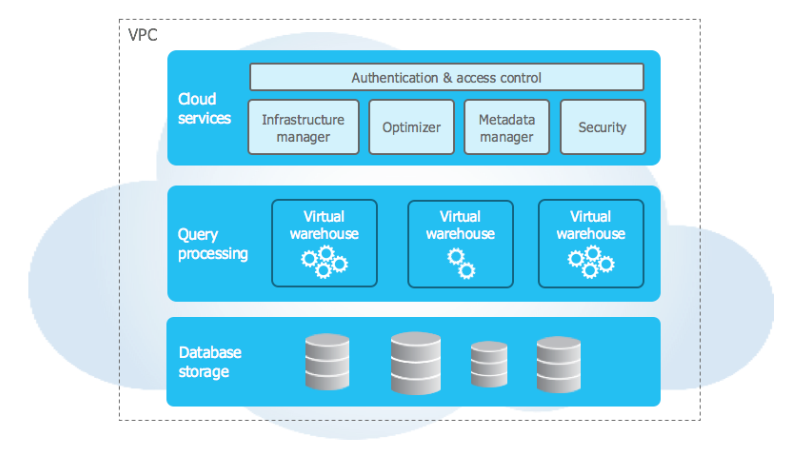 VPC
Authentication & access control
Cloud
services
Infrastructure
manager
Optimizer
Metadata
manager
Security
Query
processing
Virtual
warehouse
Virtual
warehouse
Virtual
warehouse
Database
storage